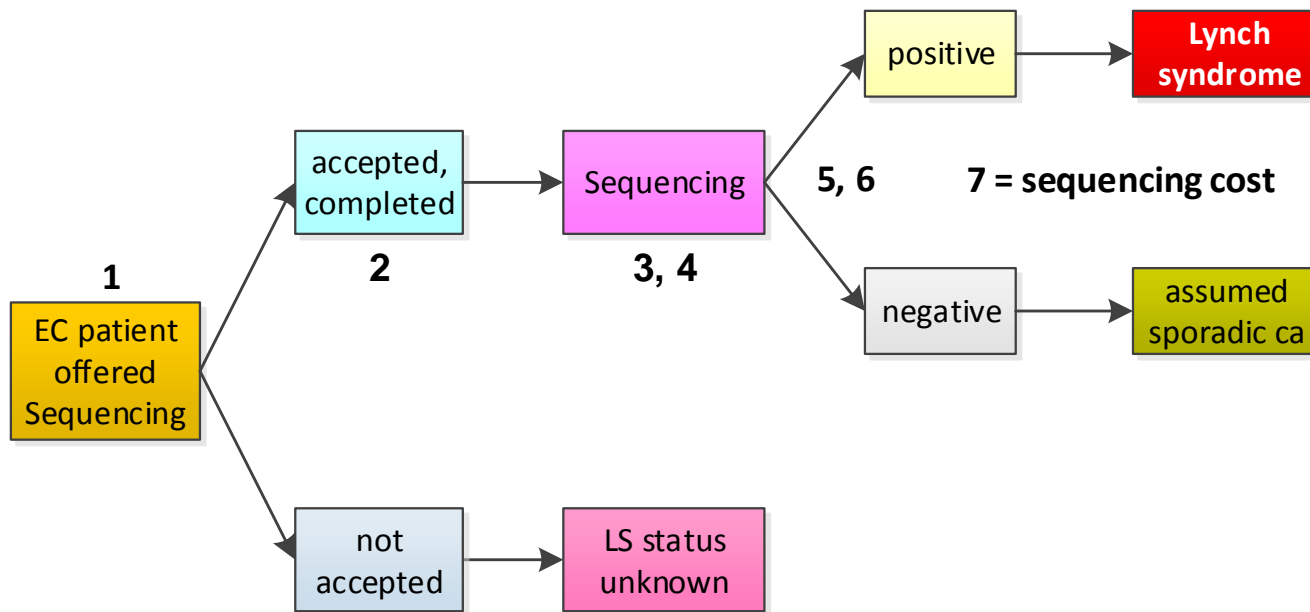 positive
Lynch
syndrome
accepted,
completed
Sequencing
5, 6
7 = sequencing cost
1
2
3, 4
EC patient
offered
Sequencing
negative
assumed
sporadic ca
not
accepted
LS status
unknown